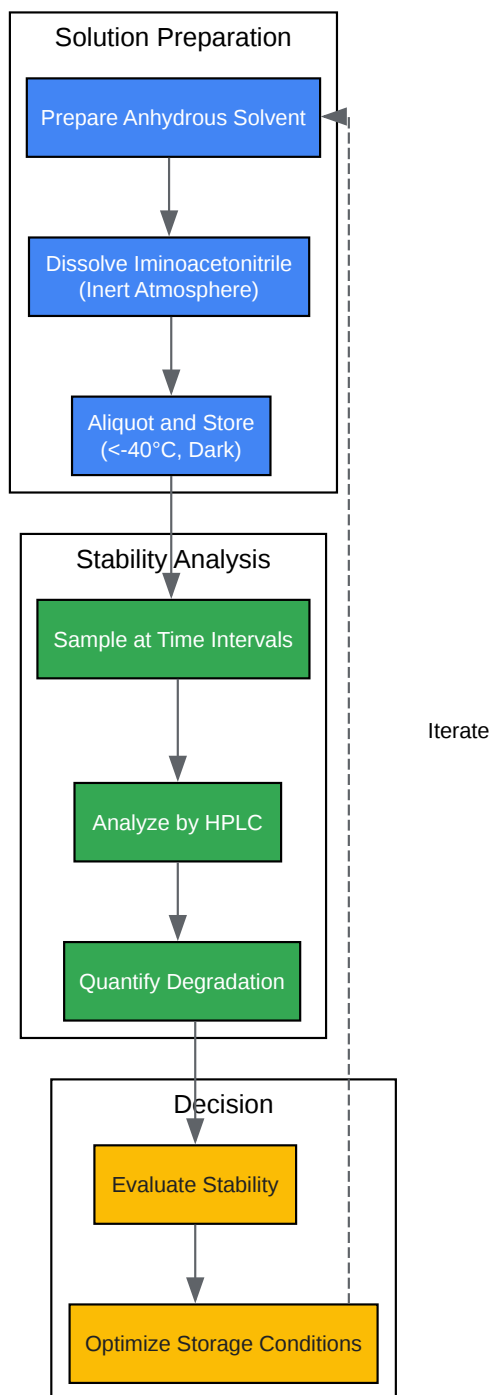 Solution Preparation
Prepare Anhydrous Solvent
Dissolve Iminoacetonitrile
(Inert Atmosphere)
Aliquot and Store
(<-40°C, Dark)
Stability Analysis
Sample at Time Intervals
Iterate
Analyze by HPLC
Quantify Degradation
Decision
Evaluate Stability
Optimize Storage Conditions